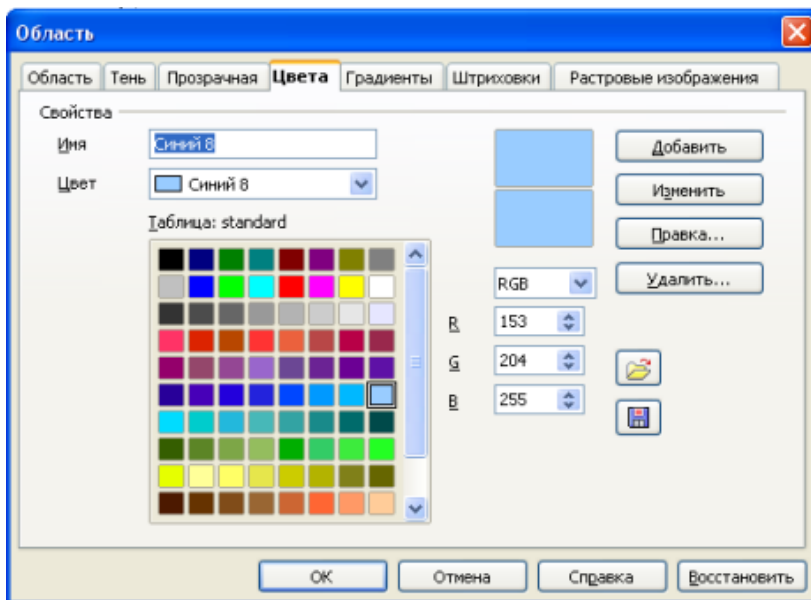 Область
Область Тень Прозрачная Цвета Градиенты Штриховки Растровые изображения
Свойства
Имя Синий 8 Добавить
Цвет Синий 8 Изменить
Таблица: standard Правка...
RGB Удалить...
R 153
G 204
B 255
ОК Отмена Справка Восстановить